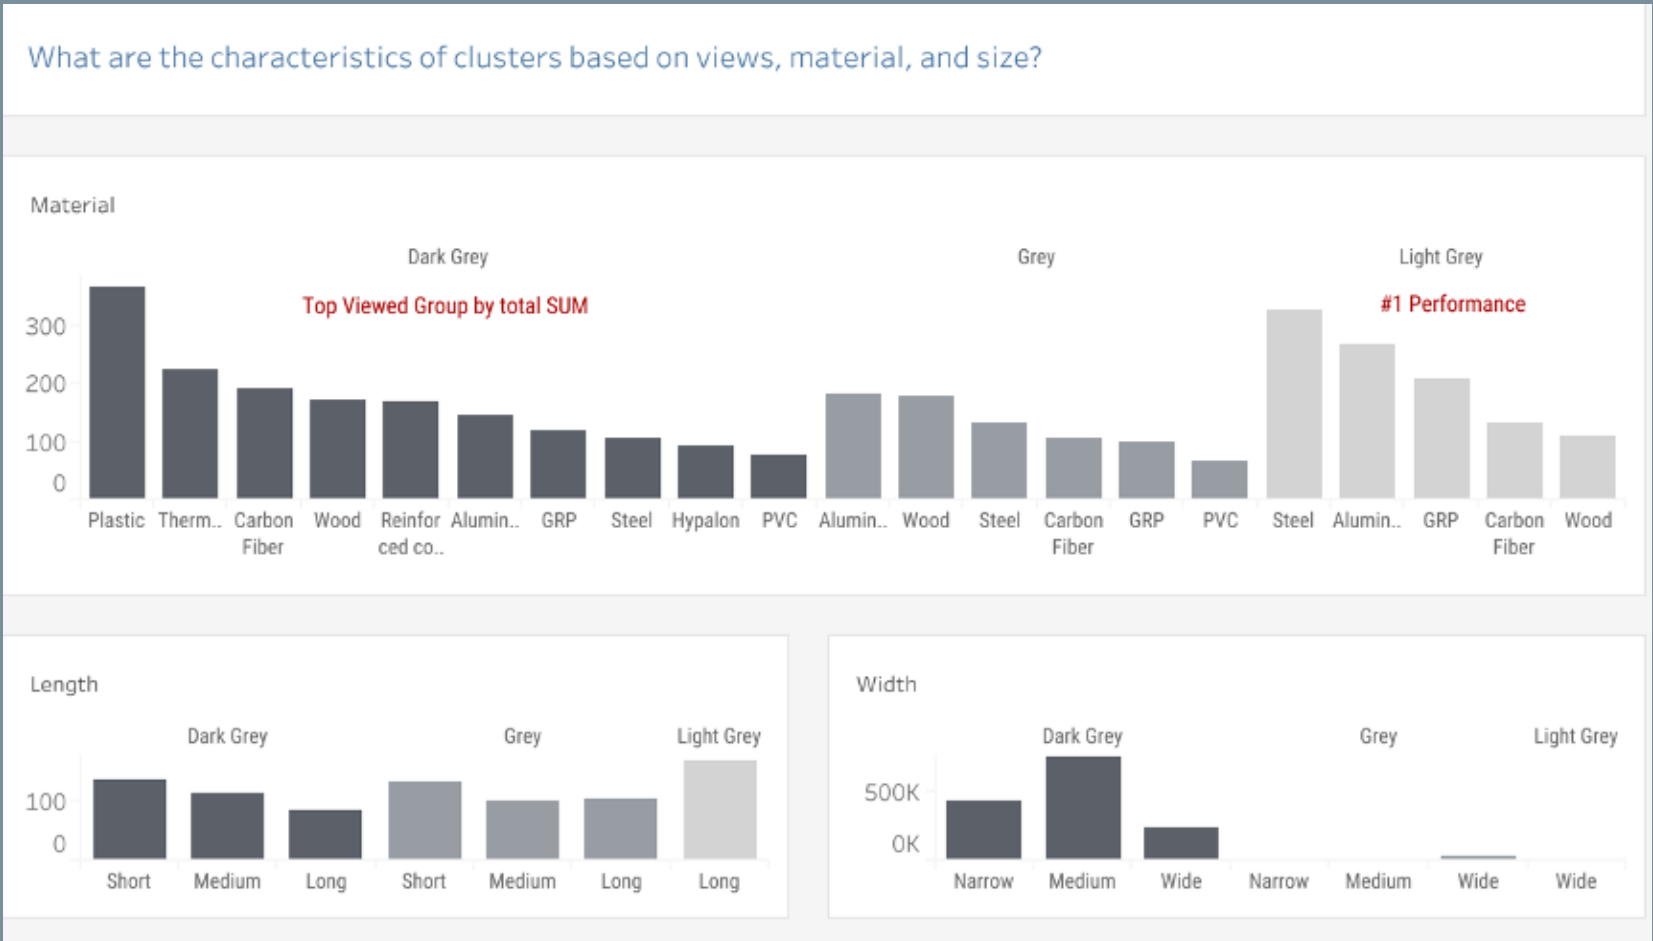 What are the characteristics of clusters based on views, material, and size?
Material
Dark Grey Grey Light Grey
Top Viewed Group by total SUM #1 Performance
300
200
100
0
Plastic Therm.. Carbon Wood Reinfor Alumin.. GRP Steel Hypalon PVC Alumin.. Wood Steel Carbon GRP PVC Steel Alumin.. GRP Carbon Wood
Fiber ced co.. Fiber Fiber
Length
Dark Grey Grey Light Grey
100
0
Short Medium Long Short Medium Long Long
Width
Dark Grey Grey Light Grey
500K
0K
Narrow Medium Wide Narrow Medium Wide Wide